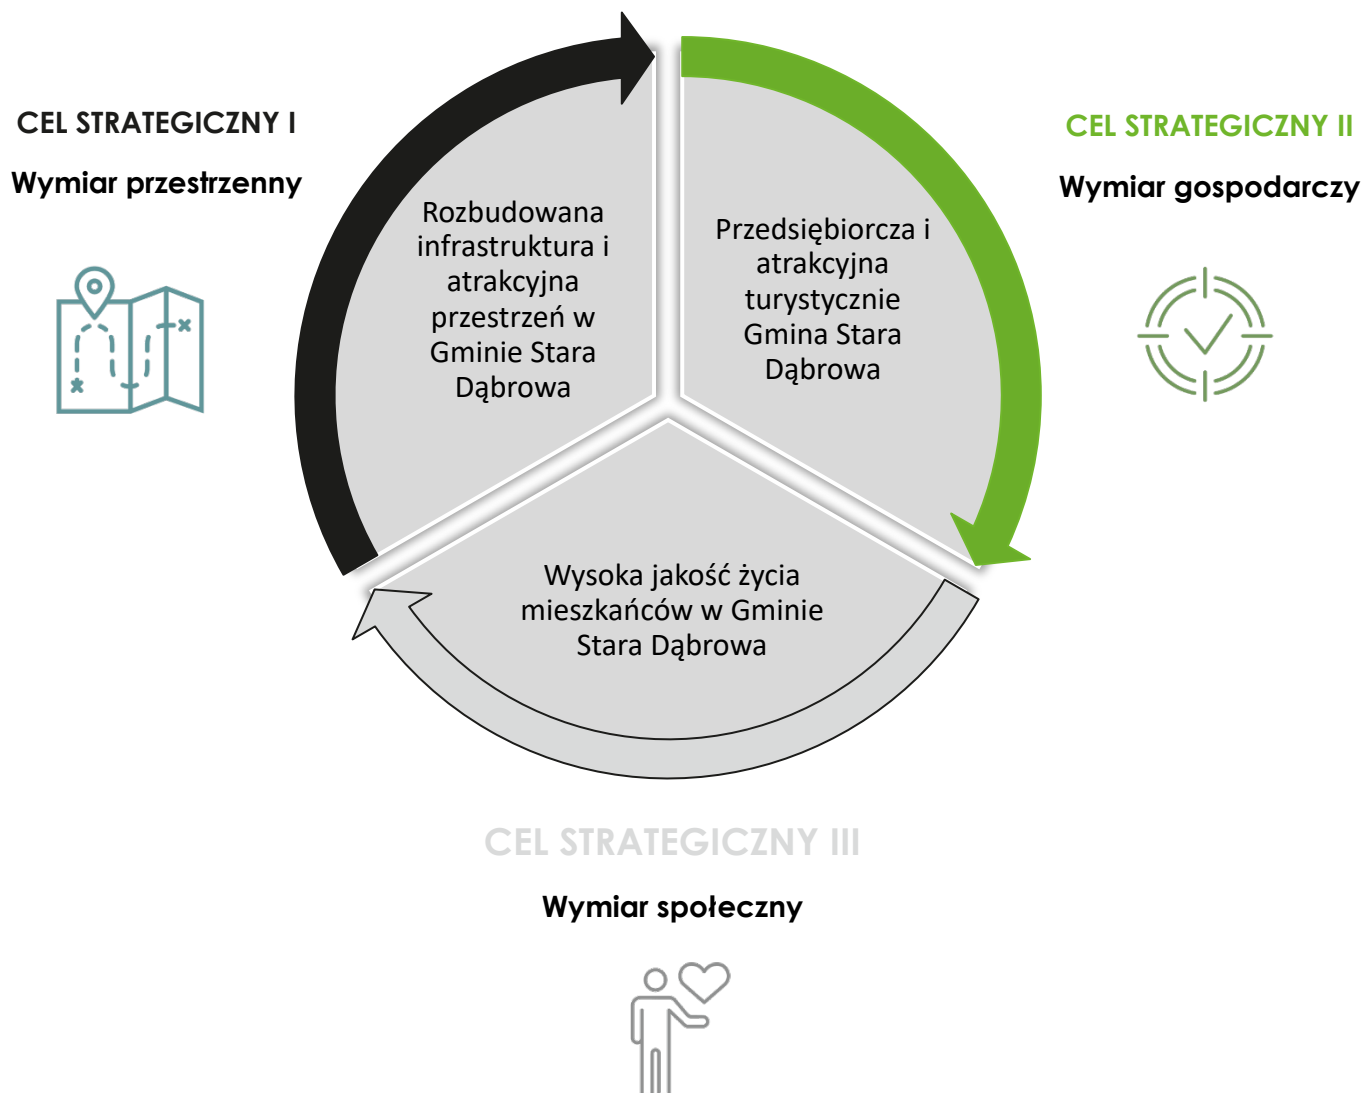 CEL STRATEGICZNY I
Wymiar przestrzenny
Rozbudowana
infrastruktura i
atrakcyjna
przestrzeń w
Gminie Stara
Dąbrowa
CEL STRATEGICZNY II
Wymiar gospodarczy
Przedsiębiorcza i
atrakcyjna
turystycznie
Gmina Stara
Dąbrowa
Wysoka jakość życia
mieszkańców w Gminie
Stara Dąbrowa
CEL STRATEGICZNY III
Wymiar społeczny